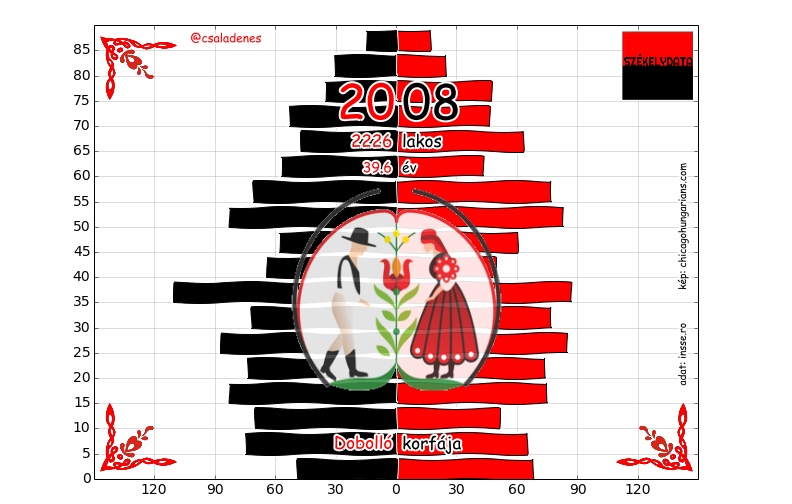 @csaladenes
SZÉKELYDATA
2008
2226 lakos
39.6 év
Dobolló korfája
kép: chicagohungarians.com
adat: insse.ro
85
80
75
70
65
60
55
50
45
40
35
30
25
20
15
10
5
0
120 90 60 30 0 30 60 90 120